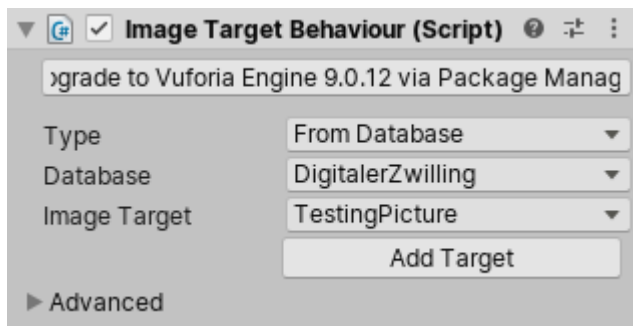 Image Target Behaviour (Script)
grade to Vuforia Engine 9.0.12 via Package Manag
Type From Database
Database DigitalerZwilling
Image Target TestingPicture
Add Target
Advanced